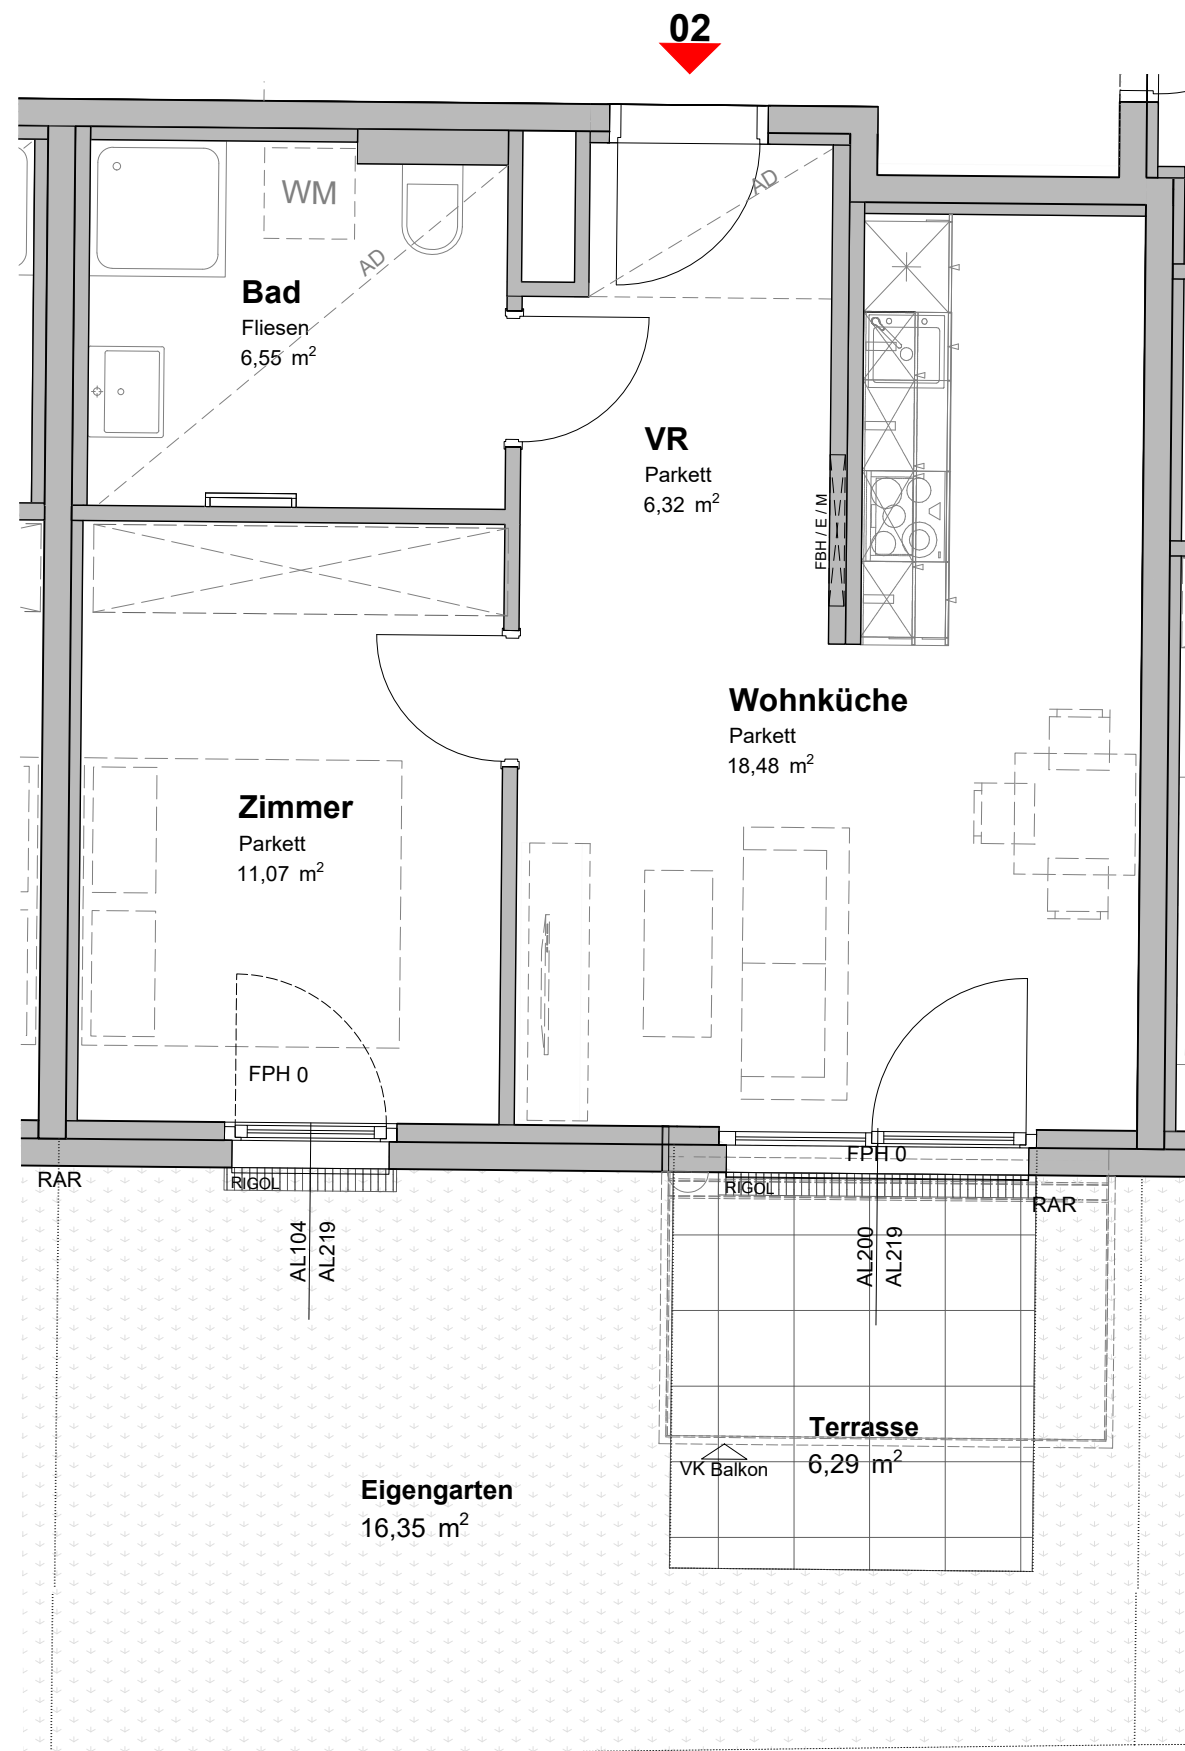 02
WM
AD
AD
Bad
Fliesen
6,55 m²
VR
Parkett
6,32 m²
FBH / E / M
Wohnküche
Parkett
18,48 m²
Zimmer
Parkett
11,07 m²
FPH 0
FPH 0
RAR
RIGOL
RIGOL
RAR
AL104
AL219
AL200
AL219
Terrasse
6,29 m²
VK Balkon
Eigengarten
16,35 m²